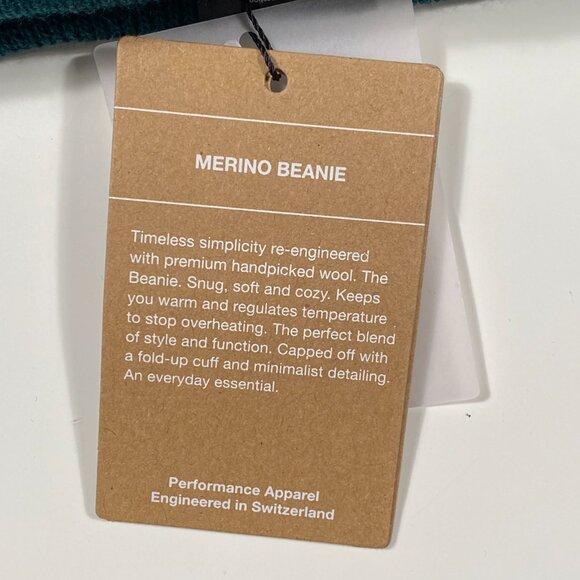 MERINO BEANIE
Timeless simplicity re-engineered
with premium handpicked wool. The
Beanie. Snug, soft and cozy. Keeps
you warm and regulates temperature
to stop overheating. The perfect blend
of style and function. Capped off with
a fold-up cuff and minimalist detailing.
An everyday essential.
Performance Apparel
Engineered in Switzerland